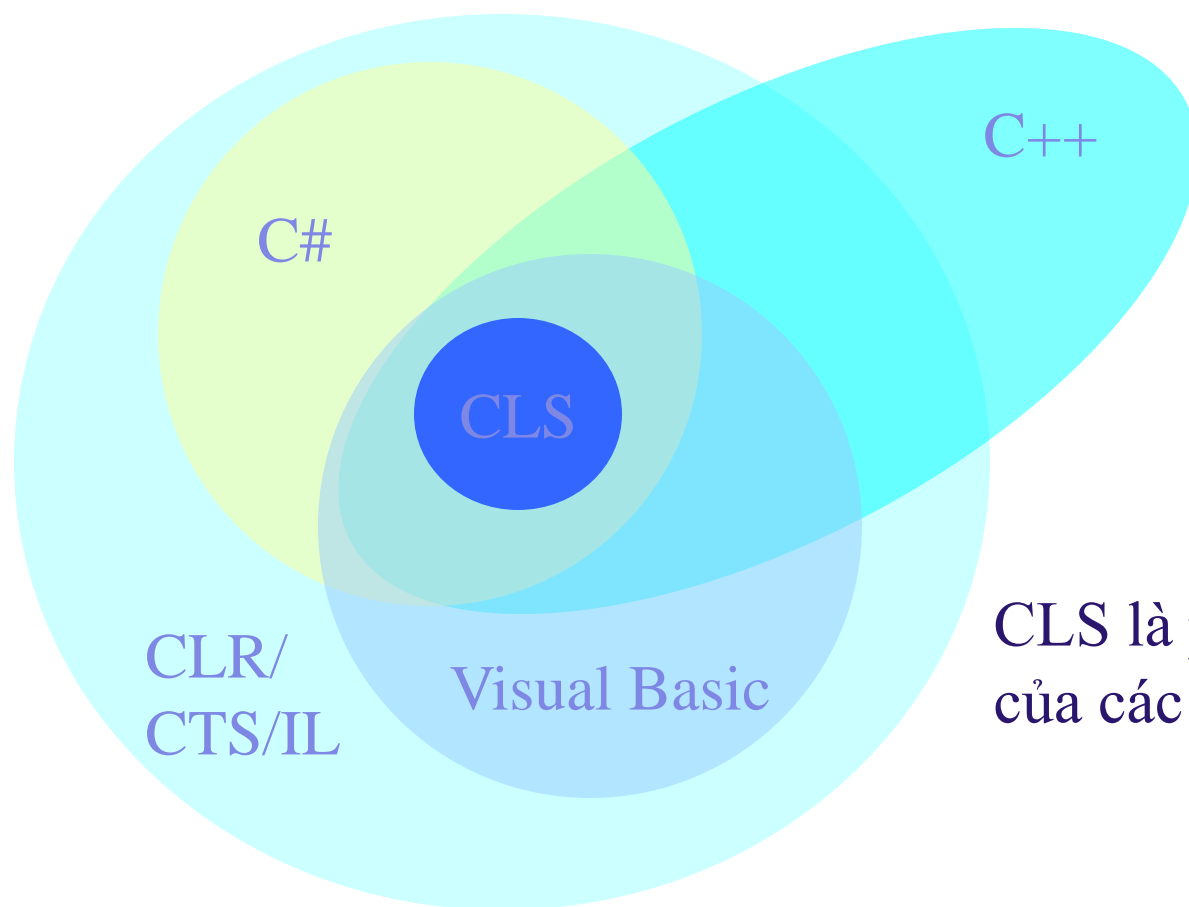 C++
C#
CLS
CLR/
CTS/IL
Visual Basic
CLS là
của các